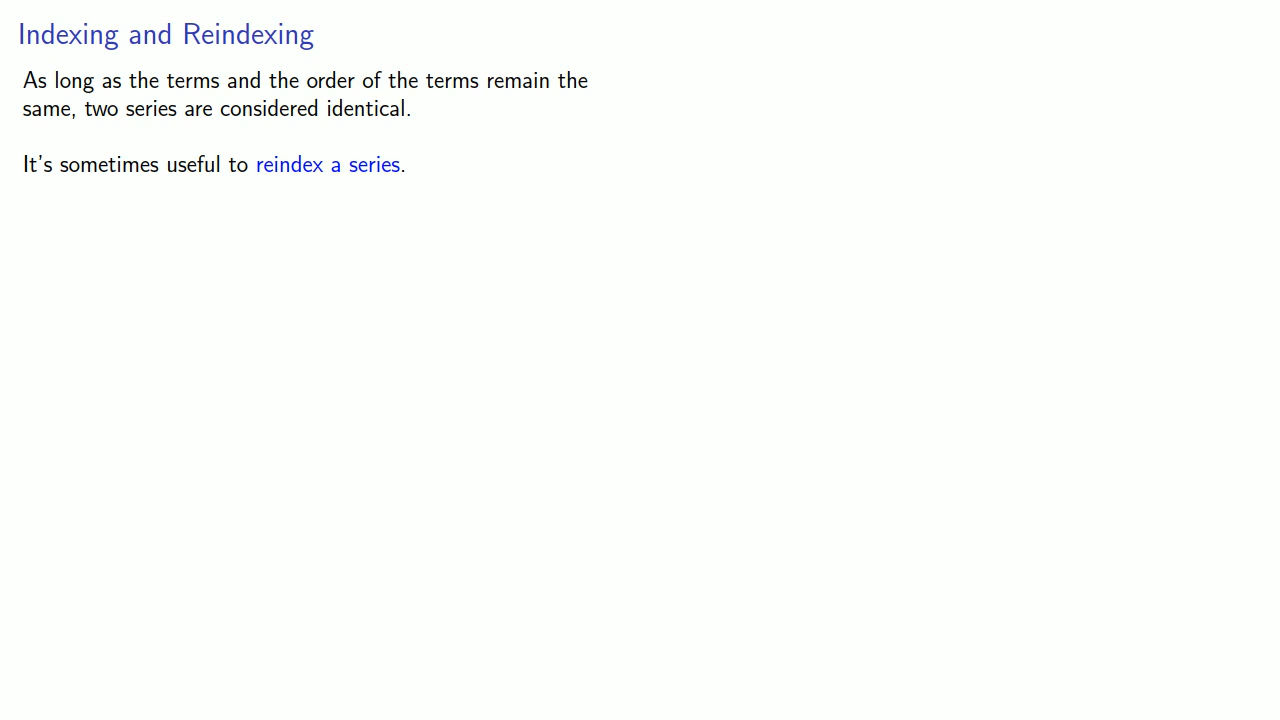 Indexing and Reindexing
As long as the terms and the order of the terms remain the
same, two series are considered identical.
It's sometimes useful to reindex a series.